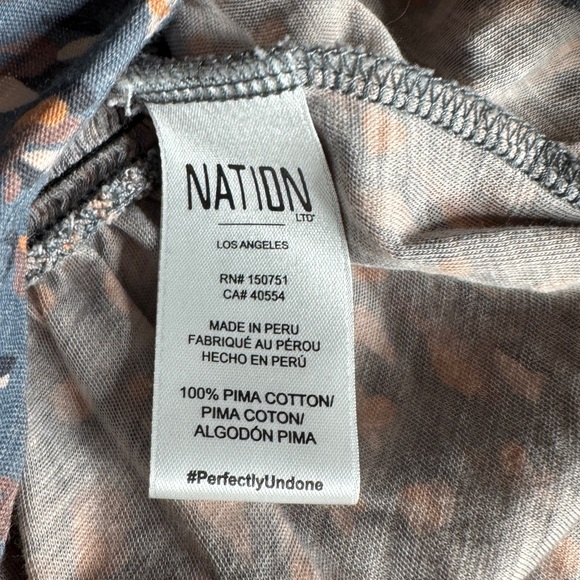 NATION
LTD
LOS ANGELES
RN# 150751
CA# 40554
MADE IN PERU
FABRIQUÉ AU PÉROU
HECHO EN PERÚ
100% PIMA COTTON/
PIMA COTON/
ALGODÓN PIMA
#PerfectlyUndone